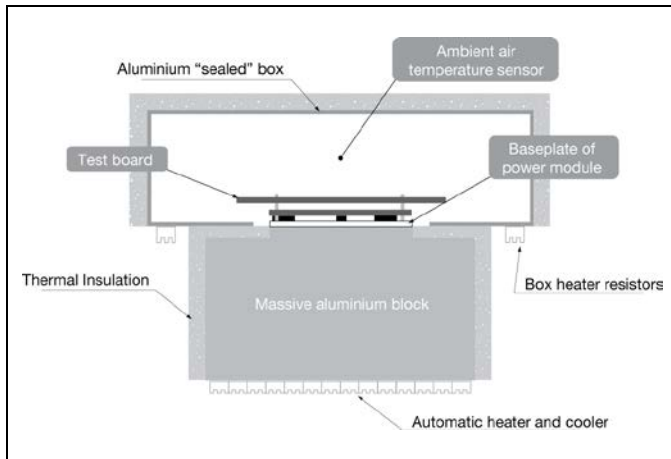 Ambient air
temperature sensor
Aluminium “sealed” box
Test board
Baseplate of
power module
Thermal Insulation
Massive aluminium block
Box heater resistors
Automatic heater and cooler